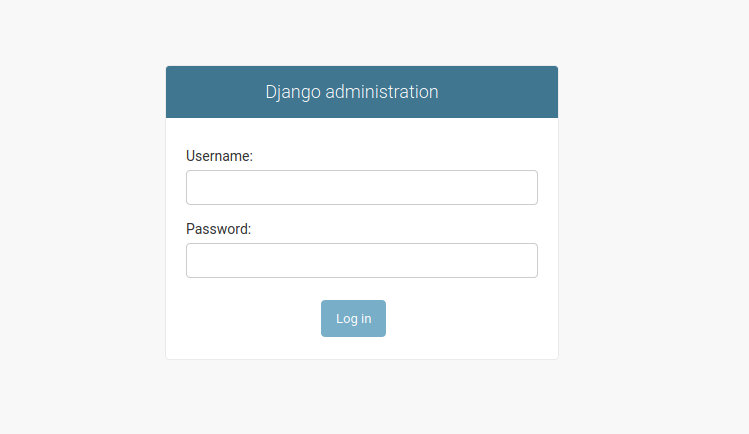 Django administration
Username:
Password:
Log in